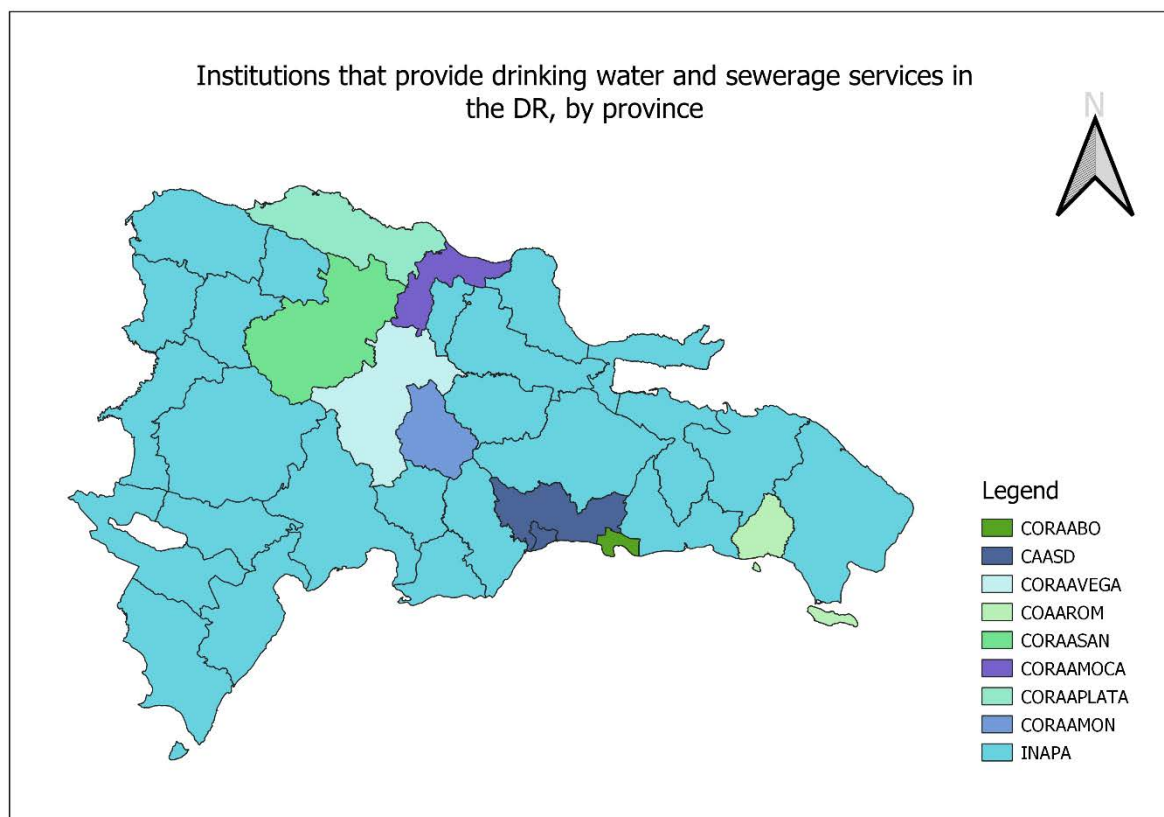 Institutions that provide drinking water and sewerage services in
the DR, by province
N
Legend
CORAABO
CAASD
CORAAVEGA
COAAROM
CORAASAN
CORAAMOCA
CORAAPLATA
CORAAMON
INAPA